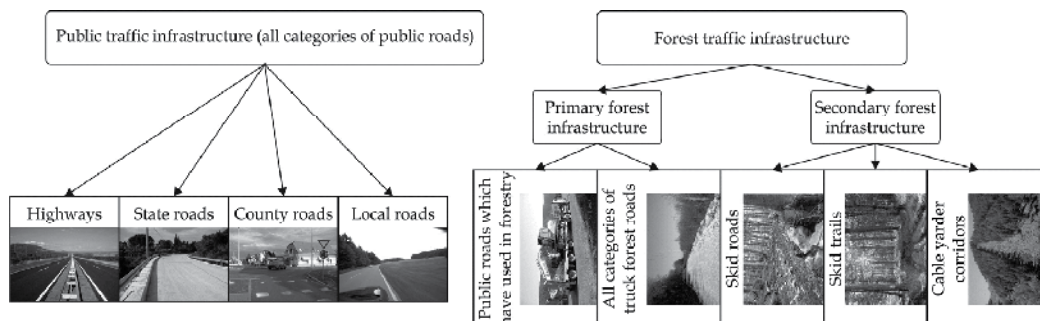 Public traffic infrastructure (all categories of public roads)
Highways
State roads
County roads
Local roads
Forest traffic infrastructure
Primary forest
infrastructure
Secondary forest
infrastructure
Public roads which
have used in forestry
All categories of
truck forest roads
Skid roads
Skid trails
Cable yarder
corridors